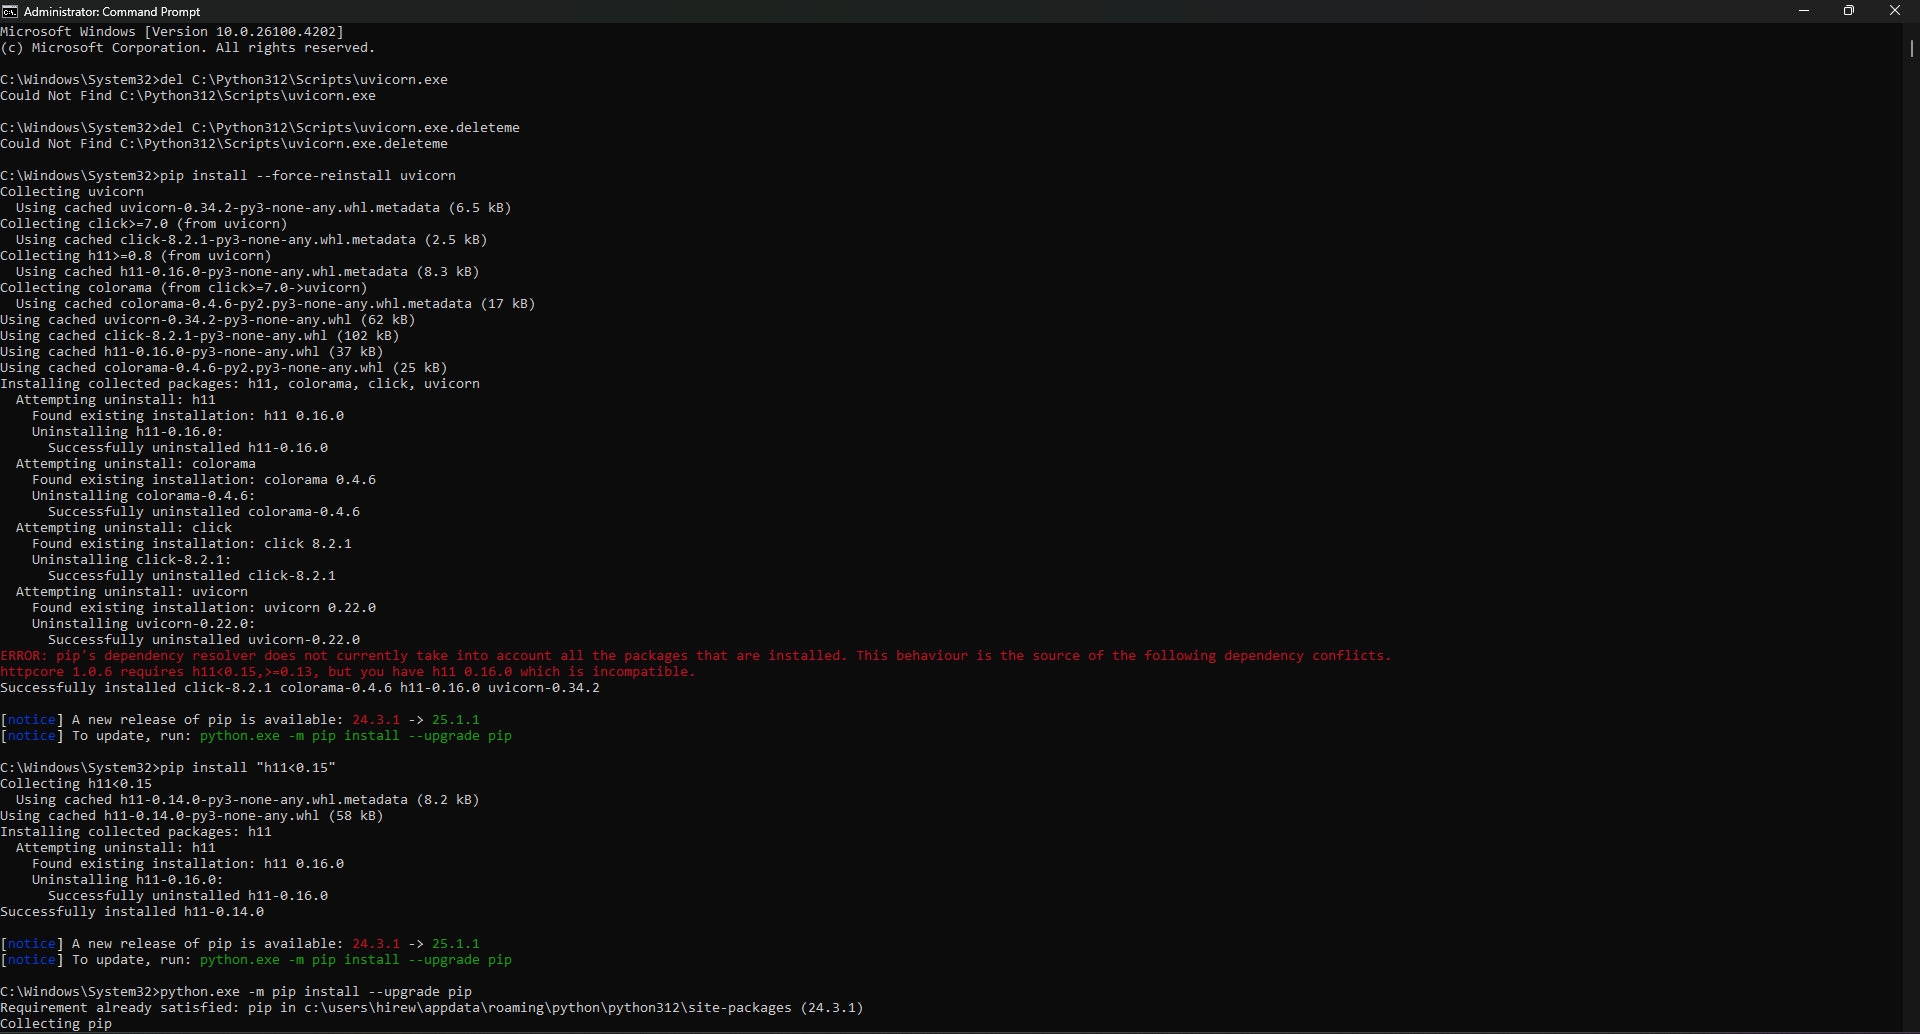 Administrator: Command Prompt
Microsoft Windows [Version 10.0.26100.4202]
(c) Microsoft Corporation. All rights reserved.
C:\Windows\System32>del C:\Python312\Scripts\uvicorn.exe
Could Not Find C:\Python312\Scripts\uvicorn.exe
C:\Windows\System32>del C:\Python312\Scripts\uvicorn.exe.deleteme
Could Not Find C:\Python312\Scripts\uvicorn.exe.deleteme
C:\Windows\System32>pip install --force-reinstall uvicorn
Collecting uvicorn
  Using cached uvicorn-0.34.2-py3-none-any.whl.metadata (6.5 kB)
Collecting click>=7.0 (from uvicorn)
  Using cached click-8.2.1-py3-none-any.whl.metadata (2.5 kB)
Collecting h11>=0.8 (from uvicorn)
  Using cached h11-0.16.0-py3-none-any.whl.metadata (8.3 kB)
Collecting colorama (from click>=7.0->uvicorn)
  Using cached colorama-0.4.6-py2.py3-none-any.whl.metadata (17 kB)
Using cached uvicorn-0.34.2-py3-none-any.whl (62 kB)
Using cached click-8.2.1-py3-none-any.whl (102 kB)
Using cached h11-0.16.0-py3-none-any.whl (37 kB)
Using cached colorama-0.4.6-py2.py3-none-any.whl (25 kB)
Installing collected packages: h11, colorama, click, uvicorn
  Attempting uninstall: h11
    Found existing installation: h11 0.16.0
    Uninstalling h11-0.16.0:
      Successfully uninstalled h11-0.16.0
  Attempting uninstall: colorama
    Found existing installation: colorama 0.4.6
    Uninstalling colorama-0.4.6:
      Successfully uninstalled colorama-0.4.6
  Attempting uninstall: click
    Found existing installation: click 8.2.1
    Uninstalling click-8.2.1:
      Successfully uninstalled click-8.2.1
  Attempting uninstall: uvicorn
    Found existing installation: uvicorn 0.22.0
    Uninstalling uvicorn-0.22.0:
      Successfully uninstalled uvicorn-0.22.0
ERROR: pip's dependency resolver does not currently take into account all the packages that are installed. This behaviour is the source of the following dependency conflicts.
httpcore 1.0.6 requires h11<0.15,>=0.13, but you have h11 0.16.0 which is incompatible.
Successfully installed click-8.2.1 colorama-0.4.6 h11-0.16.0 uvicorn-0.34.2
[notice] A new release of pip is available: 24.3.1 -> 25.1.1
[notice] To update, run: python.exe -m pip install --upgrade pip
C:\Windows\System32>pip install "h11<0.15"
Collecting h11<0.15
  Using cached h11-0.14.0-py3-none-any.whl.metadata (8.2 kB)
Using cached h11-0.14.0-py3-none-any.whl (58 kB)
Installing collected packages: h11
  Attempting uninstall: h11
    Found existing installation: h11 0.16.0
    Uninstalling h11-0.16.0:
      Successfully uninstalled h11-0.16.0
Successfully installed h11-0.14.0
[notice] A new release of pip is available: 24.3.1 -> 25.1.1
[notice] To update, run: python.exe -m pip install --upgrade pip
C:\Windows\System32>python.exe -m pip install --upgrade pip
Requirement already satisfied: pip in c:\users\hirew\appdata\roaming\python\python312\site-packages (24.3.1)
Collecting pip